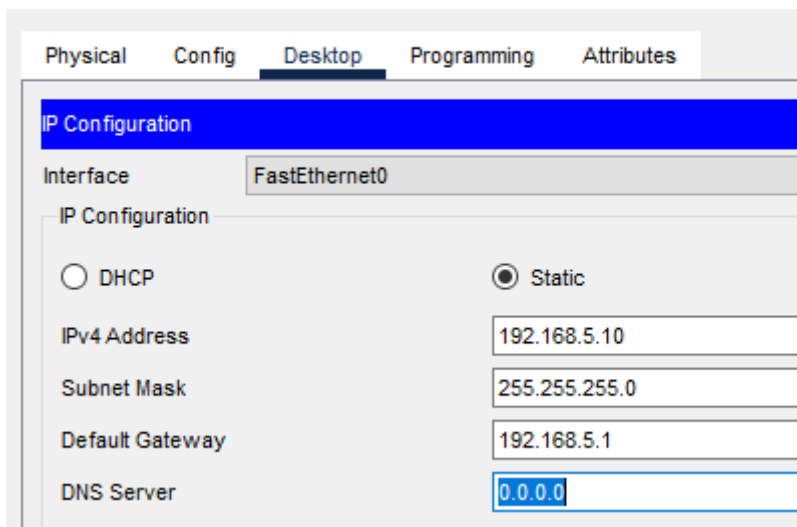 Physical Config Desktop Programming Attributes
IP Configuration
Interface FastEthernet0
IP Configuration
DHCP Static
IPv4 Address 192.168.5.10
Subnet Mask 255.255.255.0
Default Gateway 192.168.5.1
DNS Server 0.0.0.0